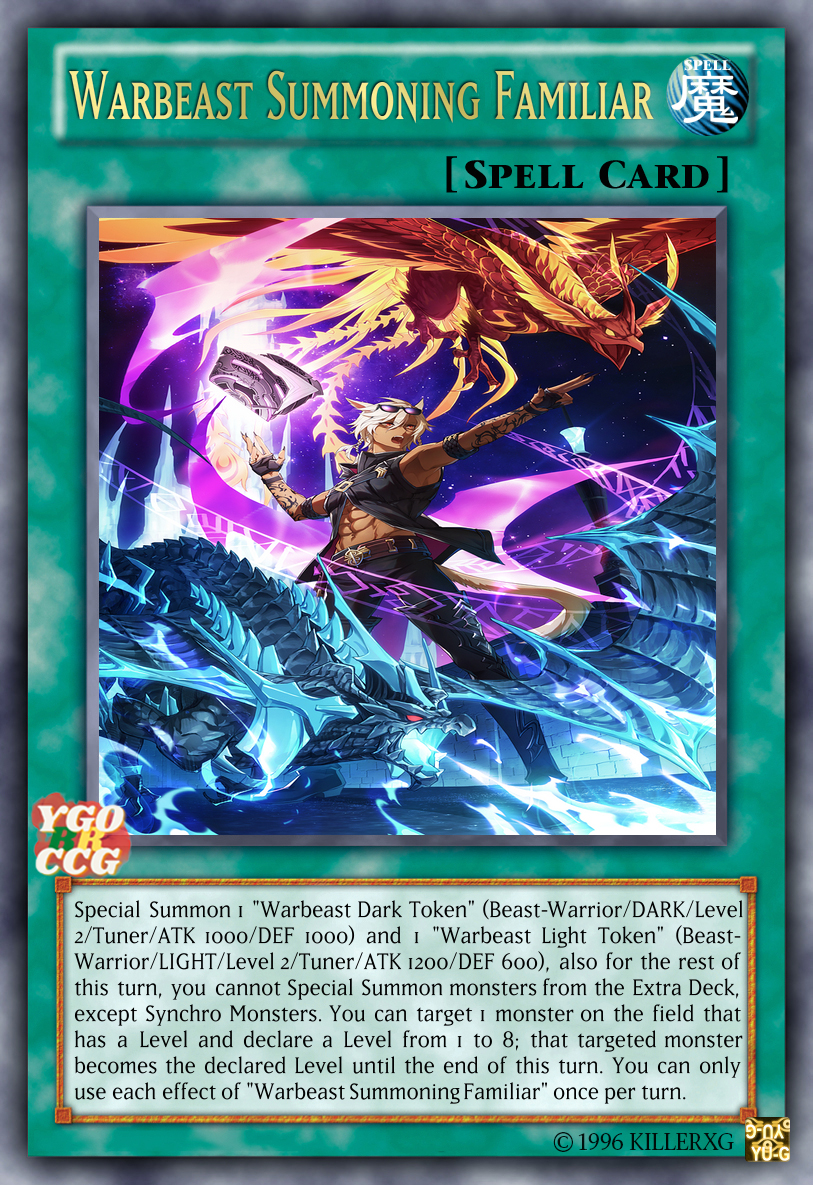 WARBEAST SUMMONING FAMILIAR
SPELL
魔
[SPELL CARD]
YGO
CCG
Special Summon 1 "Warbeast Dark Token" (Beast-Warrior/DARK/Level
2/Tuner/ATK 1000/DEF 1000) and 1 "Warbeast Light Token" (Beast-
Warrior/LIGHT/Level 2/Tuner/ATK 1200/DEF 600), also for the rest of
this turn, you cannot Special Summon monsters from the Extra Deck,
except Synchro Monsters. You can target 1 monster on the field that
has a Level and declare a Level from 1 to 8; that targeted monster
becomes the declared Level until the end of this turn. You can only
use each effect of "Warbeast Summoning Familiar" once per turn.
© 1996 KILLERXG